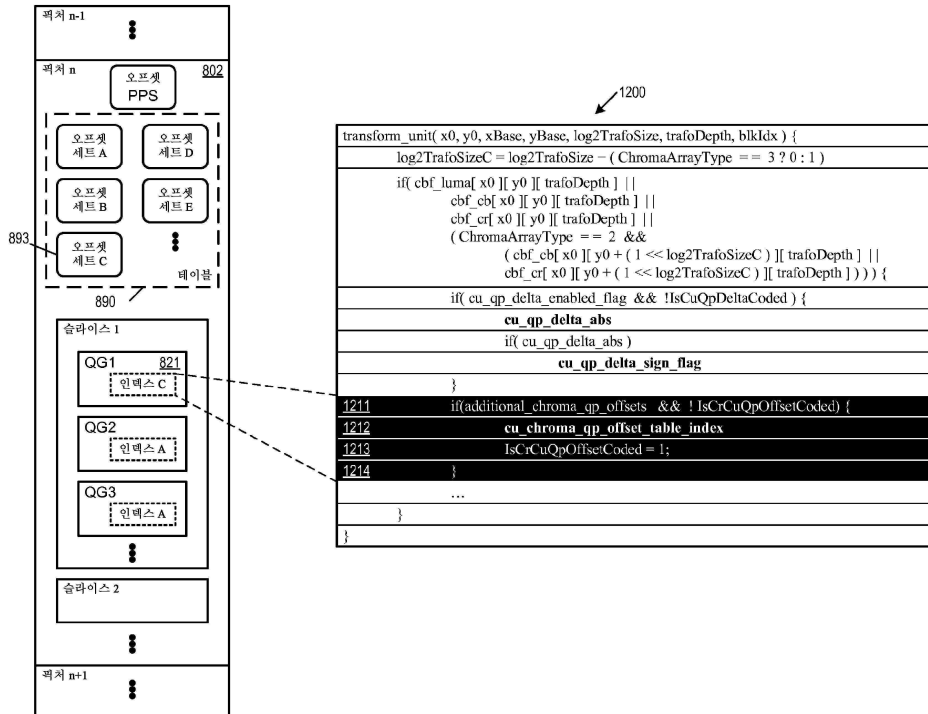 픽처 n-1
픽처 n
802
오프셋
PPS
오프셋
세트 A
오프셋
세트 D
오프셋
세트 B
오프셋
세트 E
893
오프셋
세트 C
테이블
890
슬라이스 1
QG1
821
인덱스 C
QG2
인덱스 A
QG3
인덱스 A
슬라이스 2
픽처 n+1
1200
transform_unit( x0, y0, xBase, yBase, log2TrafoSize, trafoDepth, blkIdx ) {
log2TrafoSizeC = log2TrafoSize − ( ChromaArrayType == 3 ? 0 : 1 )
if( cbf_luma[ x0 ][ y0 ][ trafoDepth ] ||
cbf_cb[ x0 ][ y0 ][ trafoDepth ] ||
cbf_cr[ x0 ][ y0 ][ trafoDepth ] ||
( ChromaArrayType == 2 &&
( cbf_cb[ x0 ][ y0 + ( 1 << log2TrafoSizeC ) ][ trafoDepth ] ||
cbf_cr[ x0 ][ y0 + ( 1 << log2TrafoSizeC ) ][ trafoDepth ] ) ) ) {
if( cu_qp_delta_enabled_flag && !IsCuQpDeltaCoded ) {
cu_qp_delta_abs
if( cu_qp_delta_abs )
cu_qp_delta_sign_flag
}
1211 if(additional_chroma_qp_offsets && ! IsCrCuQpOffsetCoded) {
1212 cu_chroma_qp_offset_table_index
1213 IsCrCuQpOffsetCoded = 1;
1214 }
...
}
}